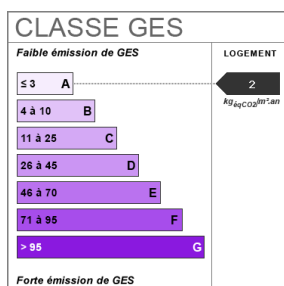 CLASSE GES
Faible émission de GES
LOGEMENT
≤ 3 A
2
kgéqCO2/m².an
4 à 10 B
11 à 25 C
26 à 45 D
46 à 70 E
71 à 95 F
> 95 G
Forte émission de GES